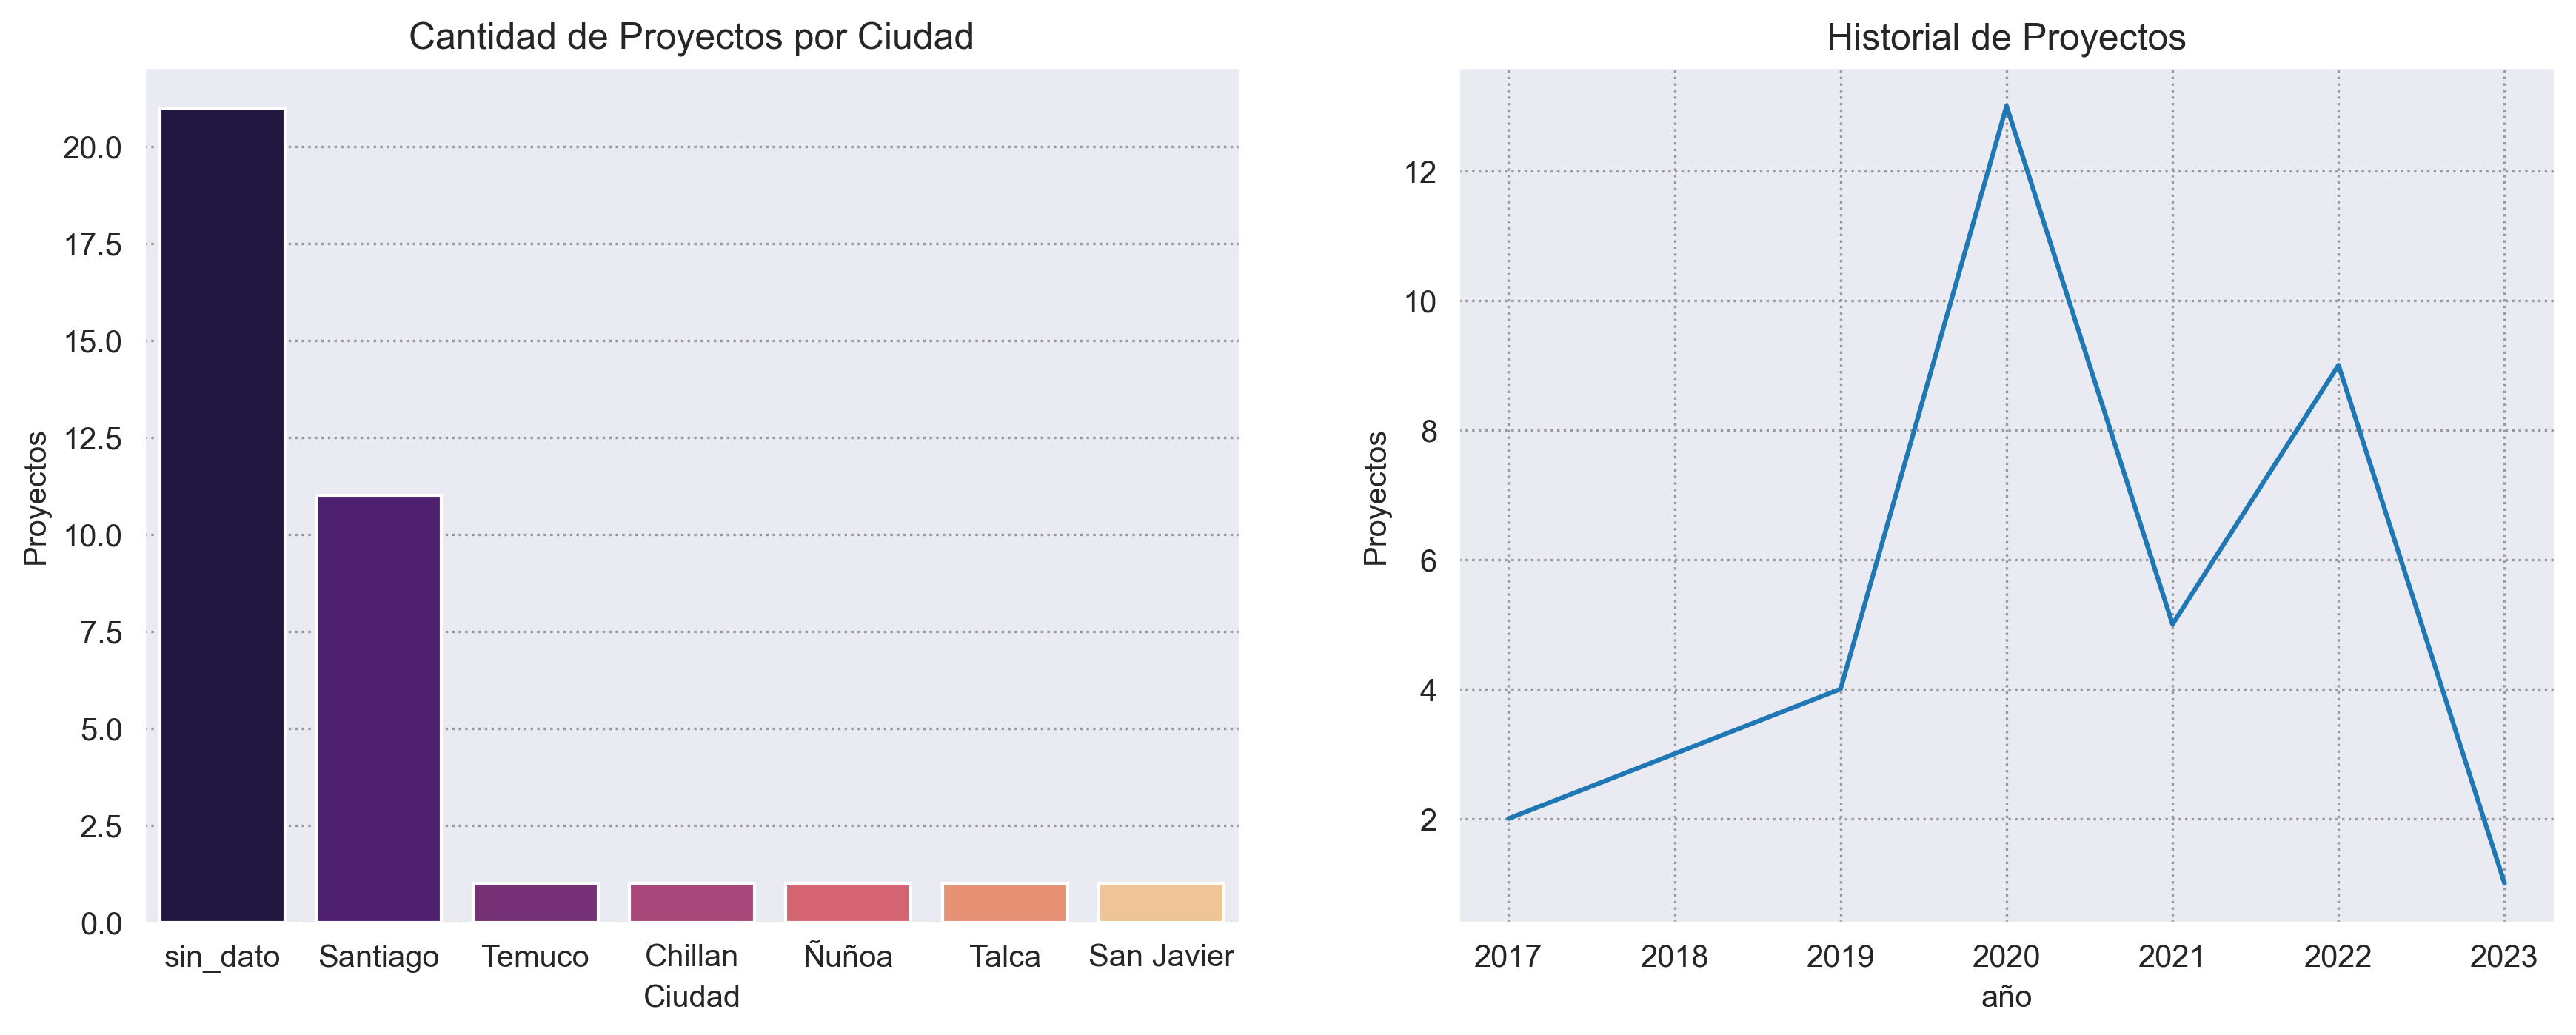 Cantidad de Proyectos por Ciudad
Proyectos
20.0
17.5
15.0
12.5
10.0
7.5
5.0
2.5
0.0
sin_dato Santiago Temuco Chillan Ñuñoa Talca San Javier
Ciudad
Historial de Proyectos
Proyectos
12
10
8
6
4
2
2017 2018 2019 2020 2021 2022 2023
año